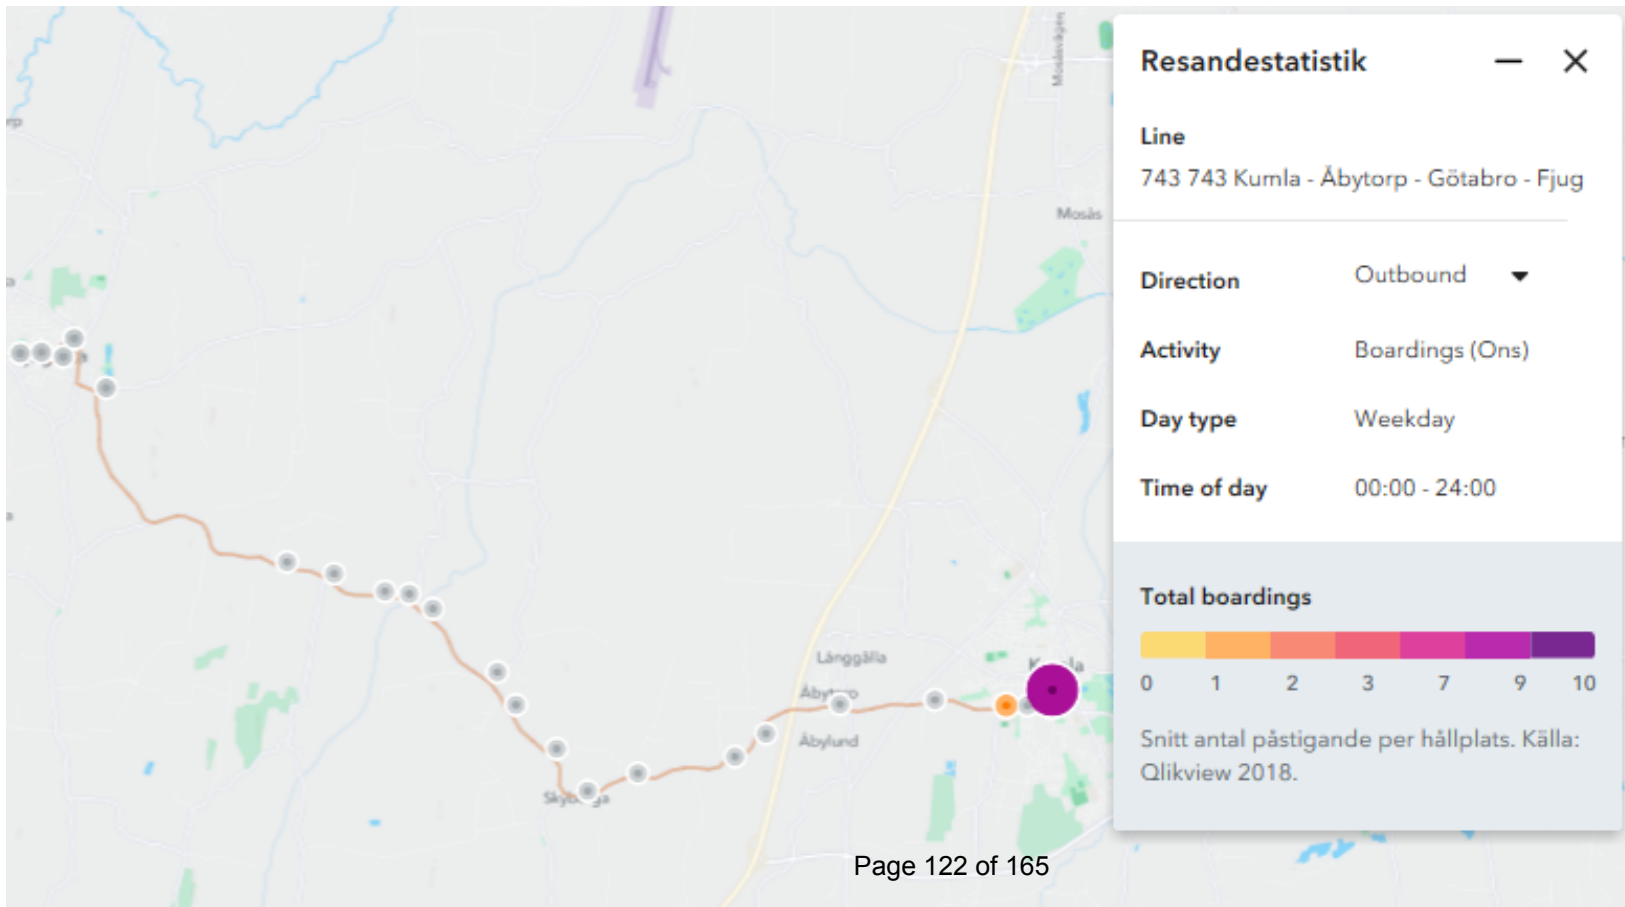 Resandestatistik
Line
743 743 Kumla - Åbytorp - Götabro - Fjug
Direction
Outbound
Activity
Boardings (Ons)
Day type
Weekday
Time of day
00:00 - 24:00
Total boardings
0 1 2 3 7 9 10
Snitt antal påstigande per hållplats. Källa:
Qlikview 2018.
Mosåsvägen
Mosås
Långgälla
Åbylund
Page 122 of 165